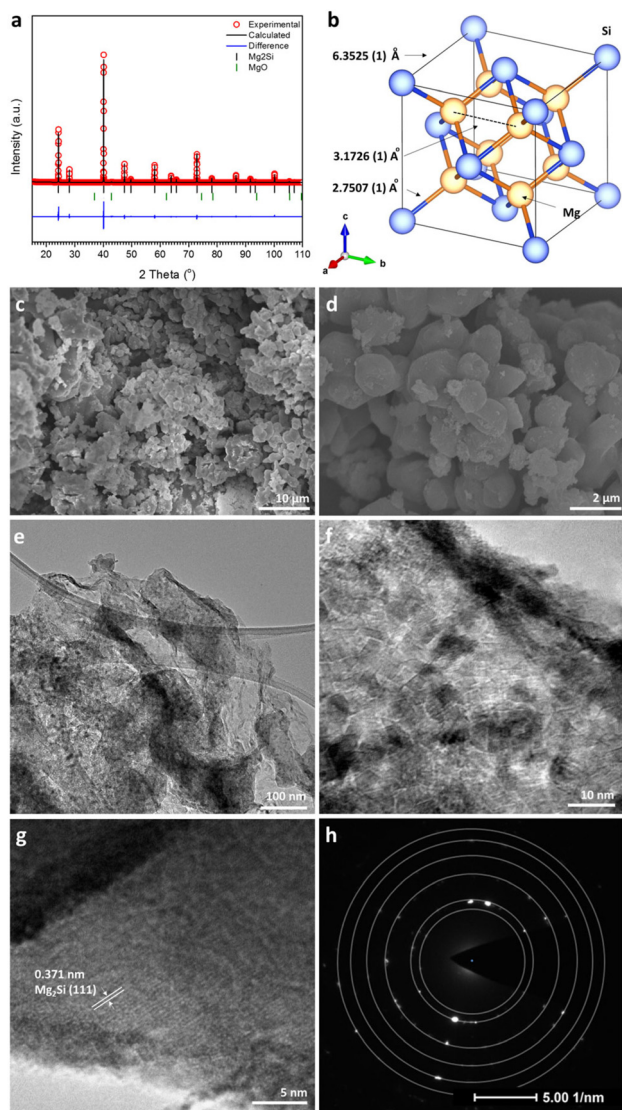 a
Experimental
Calculated
Difference
Mg2Si
MgO
Intensity (a.u.)
15 20 30 40 50 60 70 80 90 100 110
2 Theta (°)
b
Si
6.3525 (1) Å
3.1726 (1) A°
2.7507 (1) A°
Mg
c
a
b
c
10 µm
d
2 µm
e
100 nm
f
10 nm
g
0.371 nm
Mg₂Si (111)
5 nm
h
5.00 1/nm